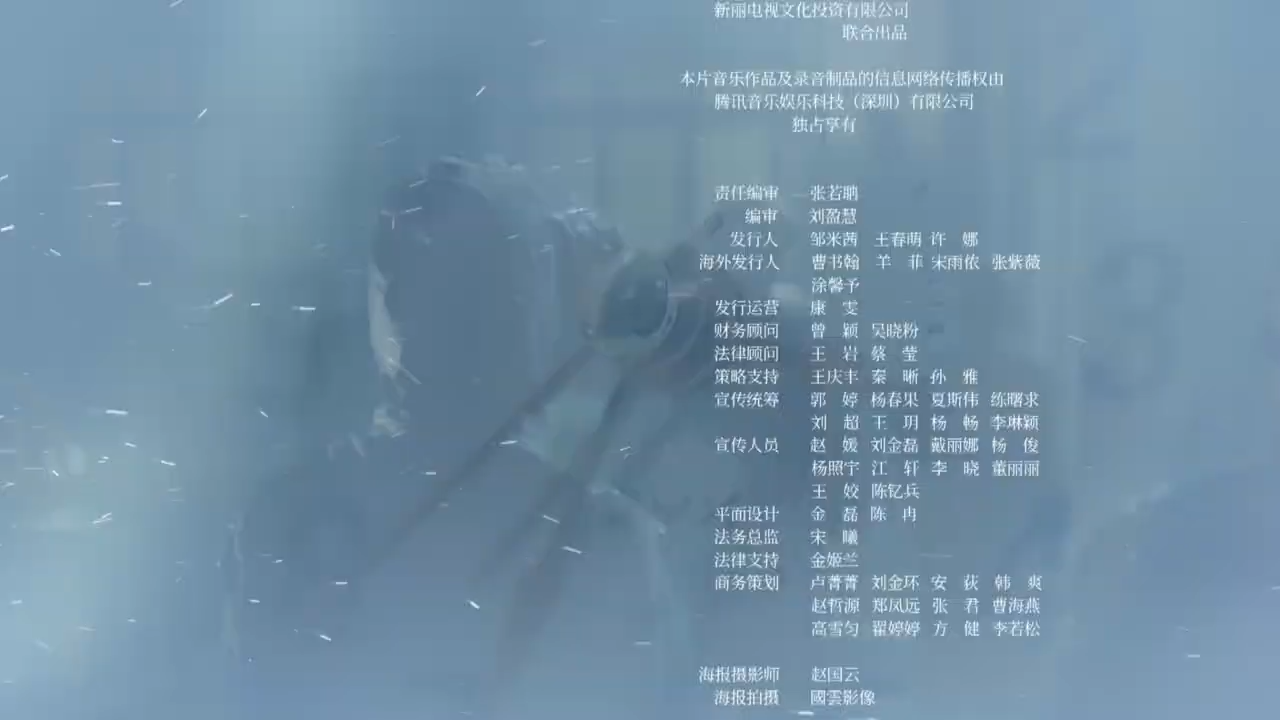 新丽电视文化投资有限公司
联合出品
本片音乐作品及录音制品的信息网络传播权由
腾讯音乐娱乐科技（深圳）有限公司
独占享有
责任编审 张若聃
编审 刘盈慧
发行人 邹米茜 王春萌 许 娜
海外发行人 曹书翰 羊 菲 宋雨侬 张紫薇
涂馨予
发行运营 康 雯
财务顾问 曾 颖 吴晓粉
法律顾问 王 岩 蔡 莹
策略支持 王庆丰 秦 晰 孙 雅
宣传统筹 郭 婷 杨春果 夏斯伟 练曙求
刘 超 王 玥 杨 畅 李琳颖
宣传人员 赵 媛 刘金磊 戴丽娜 杨 俊
杨照宇 江 轩 李 晓 董丽丽
王 姣 陈钇兵
平面设计 金 磊 陈 冉
法务总监 宋 曦
法律支持 金姬兰
商务策划 卢菁菁 刘金环 安 荻 韩 爽
赵哲源 郑凤远 张 君 曹海燕
高雪匀 翟婷婷 方 健 李若松
海报摄影师 赵国云
海报拍摄 國雲影像